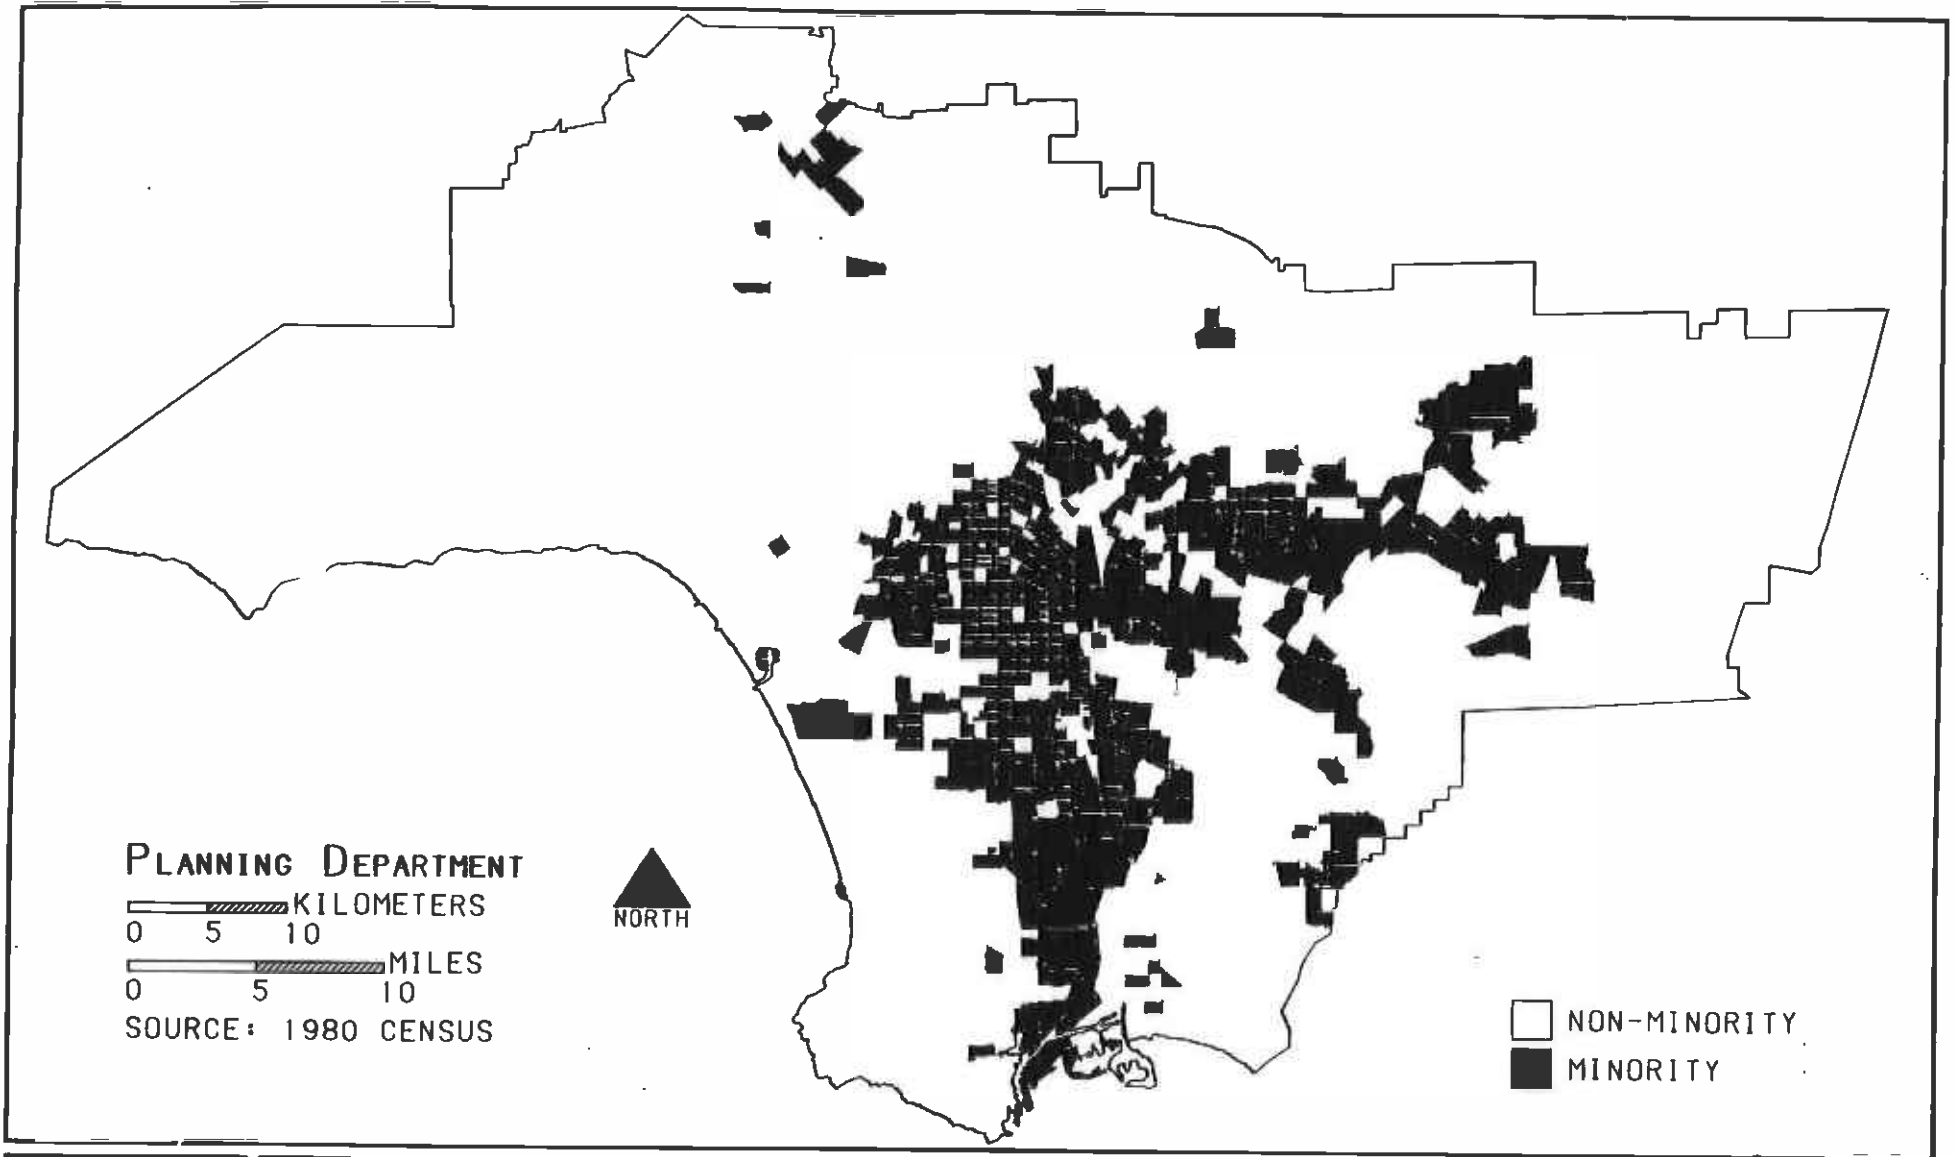 PLANNING DEPARTMENT
KILOMETERS
0 5 10
MILES
0 5 10
SOURCE: 1980 CENSUS
NORTH
NON-MINORITY
MINORITY